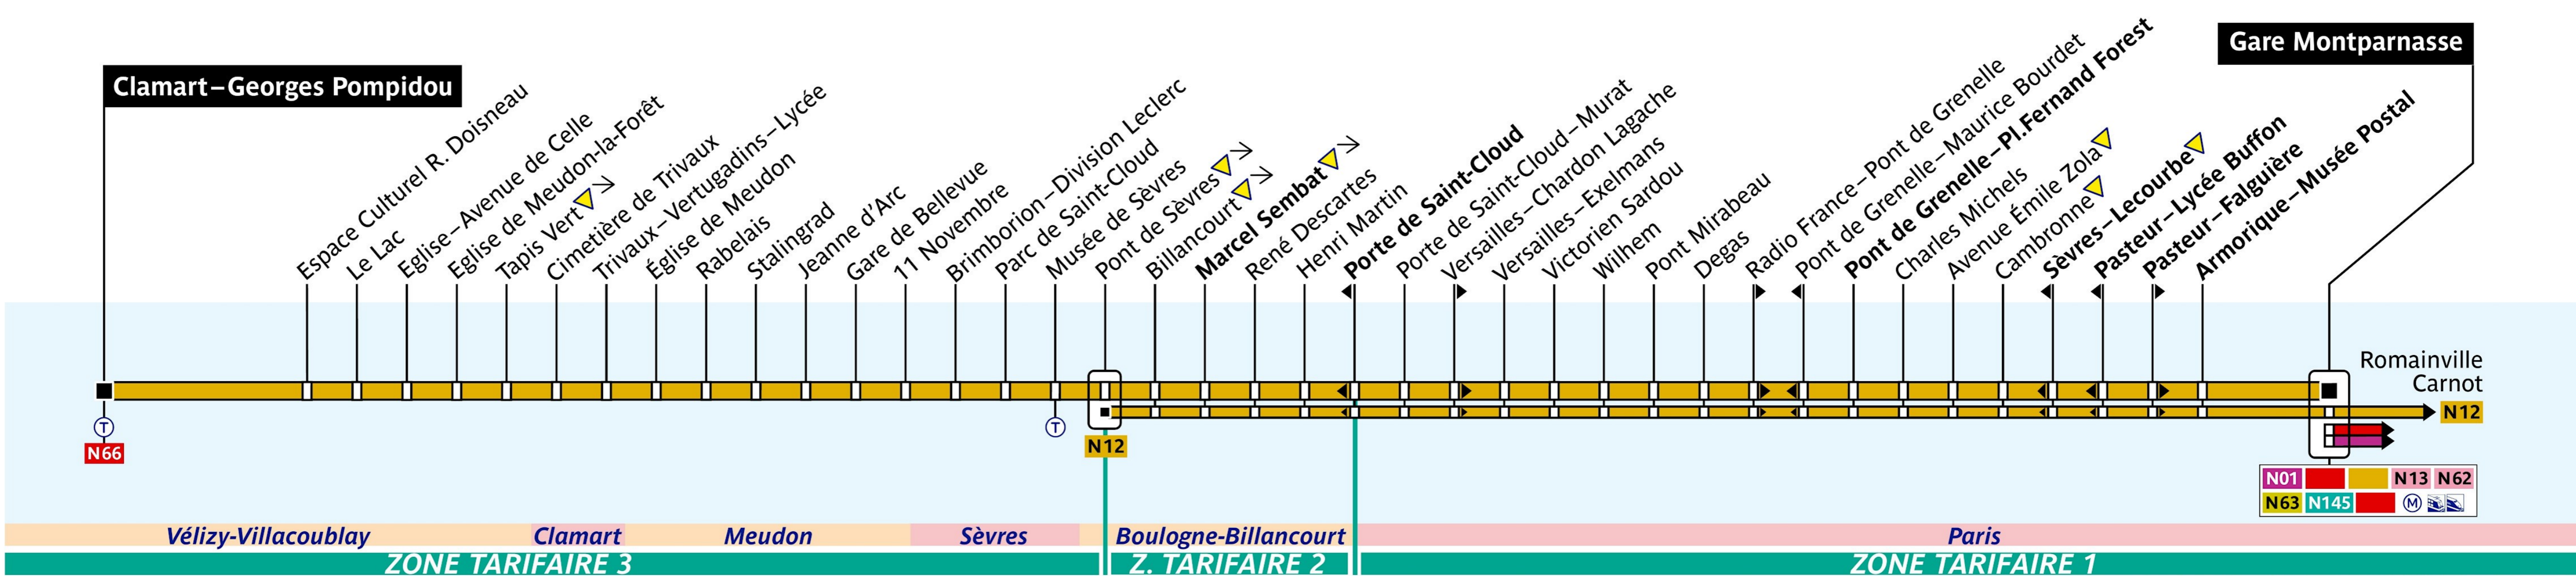 Clamart–Georges Pompidou
Espace Culturel R. Doisneau
Le Lac
Eglise–Avenue de Celle
Eglise de Meudon-la-Forêt
Tapis Vert
Cimetière de Trivaux
Trivaux–Vertugadins–Lycée
Église de Meudon
Rabelais
Stalingrad
Jeanne d'Arc
Gare de Bellevue
11 Novembre
Brimborion–Division Leclerc
Parc de Saint-Cloud
Musée de Sèvres
Pont de Sèvres
Billancourt
Marcel Sembat
René Descartes
Henri Martin
Porte de Saint-Cloud
Porte de Saint-Cloud–Murat
Versailles–Chardon Lagache
Versailles–Exelmans
Victorien Sardou
Wilhem
Pont Mirabeau
Degas
Radio France–Pont de Grenelle
Pont de Grenelle–Maurice Bourdet
Pont de Grenelle–Pl.Fernand Forest
Charles Michels
Avenue Émile Zola
Cambronne
Sèvres–Lecourbe
Pasteur–Lycée Buffon
Pasteur–Falguière
Armorique–Musée Postal
Gare Montparnasse
Romainville
Carnot
N12
T
N66
T
N12
N01 N13 N62
N63 N145 M
Vélizy-Villacoublay Clamart Meudon Sèvres Boulogne-Billancourt Paris
ZONE TARIFAIRE 3 Z. TARIFAIRE 2 ZONE TARIFAIRE 1